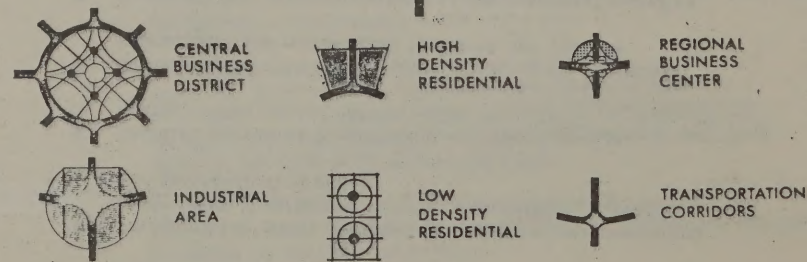 CENTRAL
BUSINESS
DISTRICT
HIGH
DENSITY
RESIDENTIAL
REGIONAL
BUSINESS
CENTER
INDUSTRIAL
AREA
LOW
DENSITY
RESIDENTIAL
TRANSPORTATION
CORRIDORS